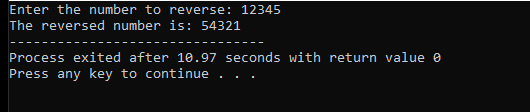 Enter the number to reverse: 12345
The reversed number is: 54321
--------------------------------
Process exited after 10.97 seconds with return value 0
Press any key to continue . . .